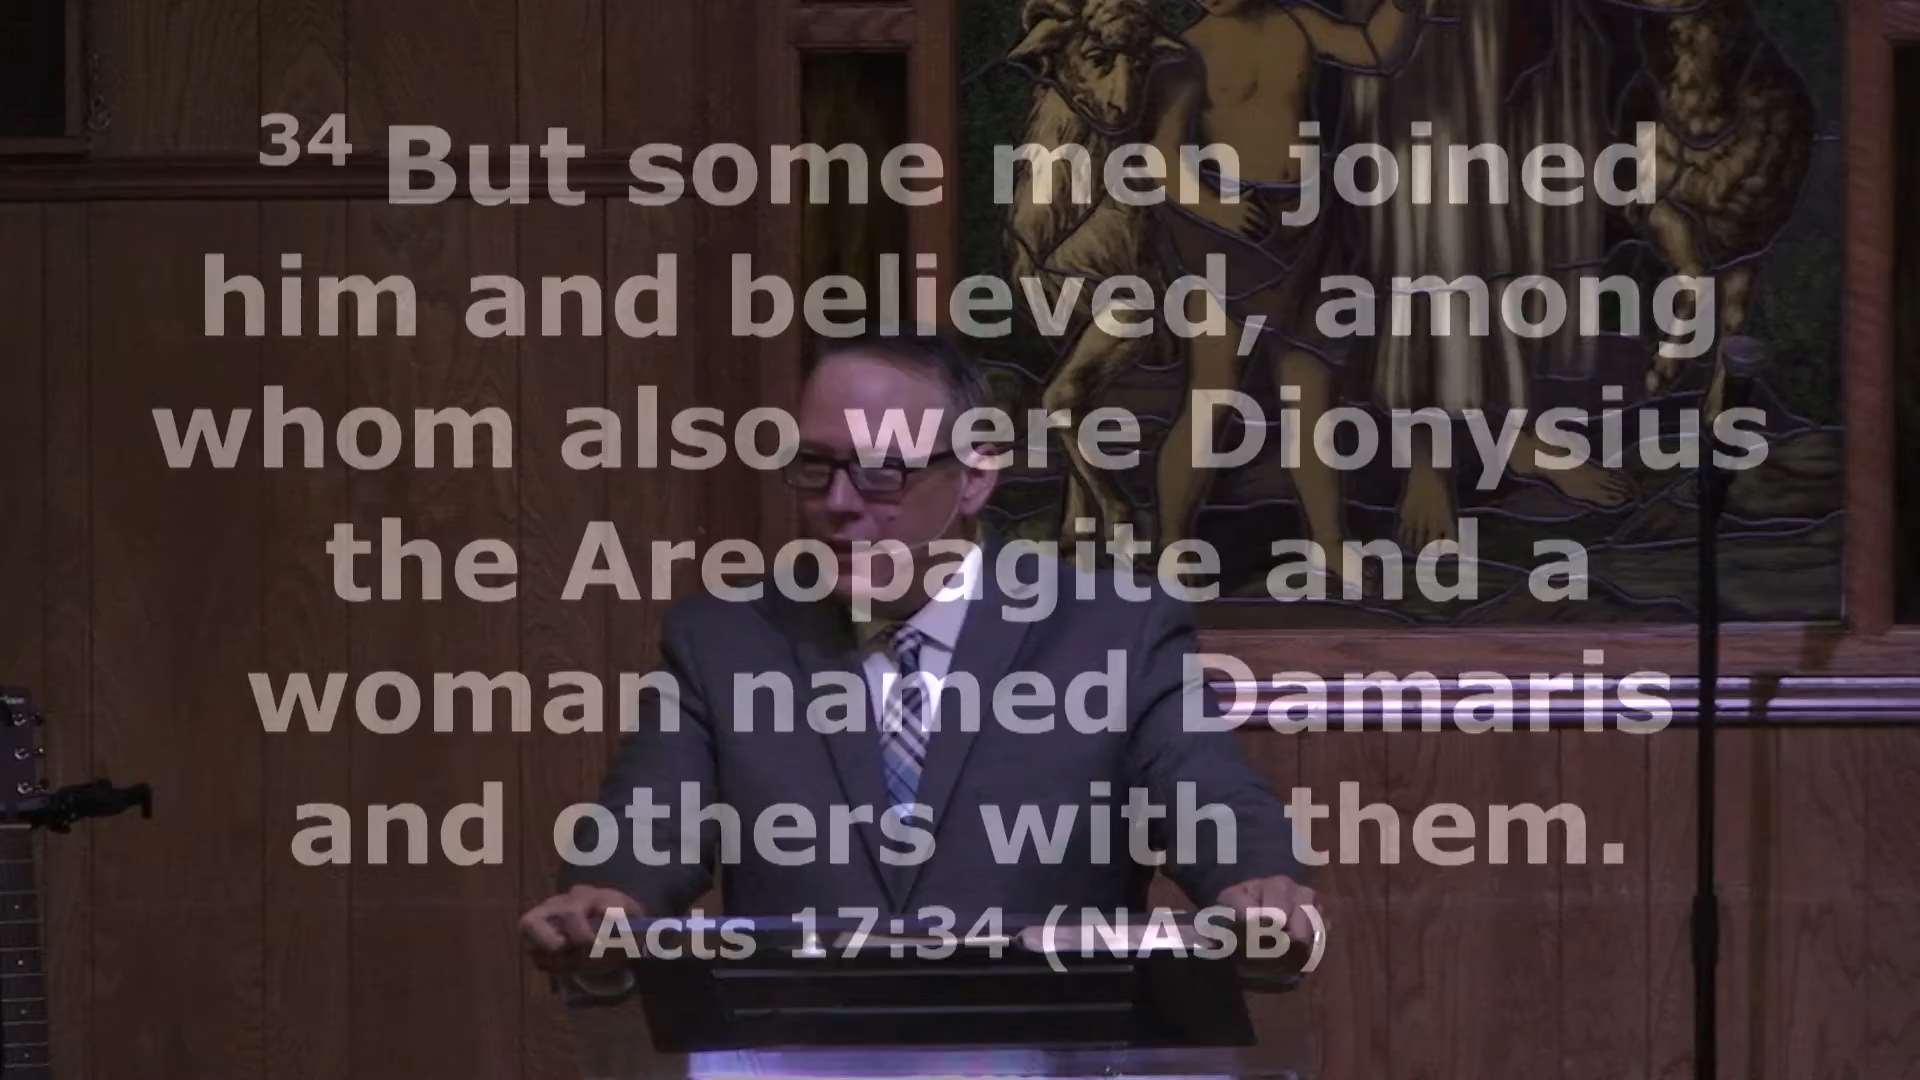 34 But some men joined
him and believed, among
whom also were Dionysius
the Areopagite and a
woman named Damaris
and others with them.
Acts 17:34 (NASB)